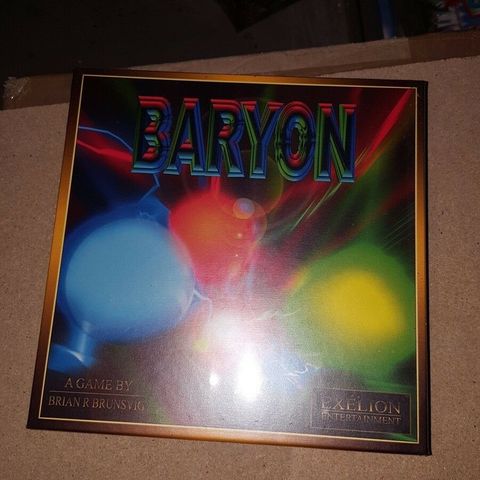 BARYON
A GAME BY
BRIAN R BRUNSVIG
EXELION
ENTERTAINMENT